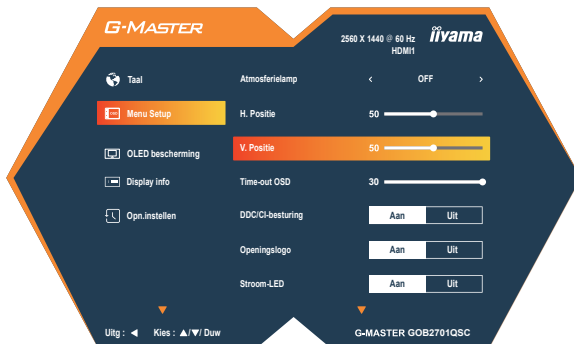 G-MASTER
2560 X 1440 @ 60 Hz
HDMI1
iiyama
Taal
Menu Setup
OLED bescherming
Display info
Opn.instellen
Atmosferielamp < OFF >
H. Positie 50
V. Positie 50
Time-out OSD 30
DDC/CI-besturing Aan Uit
Openingslogo Aan Uit
Stroom-LED Aan Uit
Uitg : ◀ Kies : ▲/▼/ Duw
G-MASTER GOB2701QSC